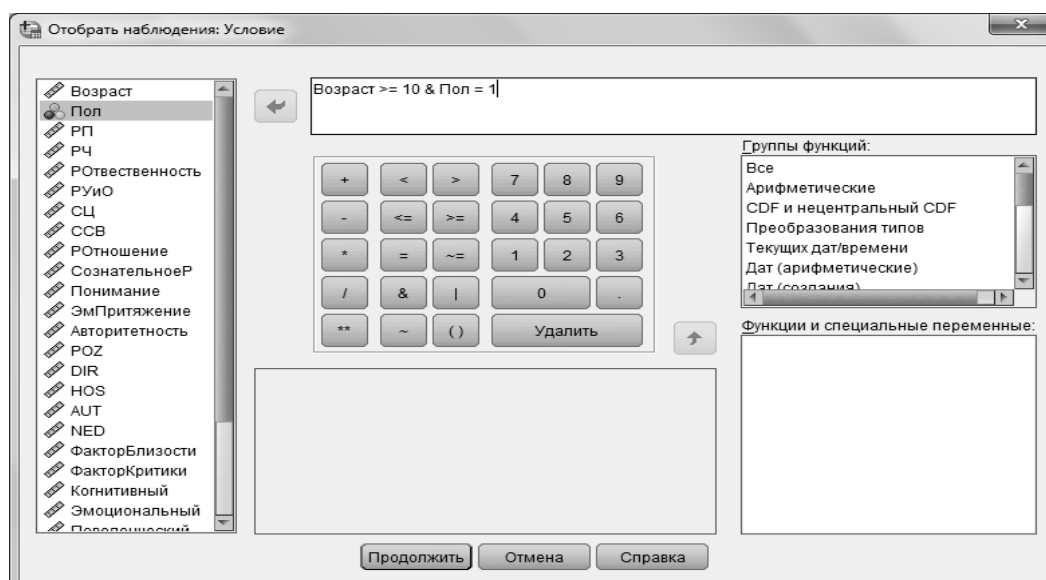 Отобрать наблюдения: Условие
Возраст
Пол
РП
РЧ
РОтвественность
РУиО
СЦ
ССВ
РОтношение
СознательноеР
Понимание
ЭмПритяжение
Авторитетность
POZ
DIR
HOS
AUT
NED
ФакторБлизости
ФакторКритики
Когнитивный
Эмоциональный
Поведенческий
Возраст >= 10 & Пол = 1
+ < > 7 8 9
- <= >= 4 5 6
* = ~= 1 2 3
/ & | 0 .
** ~ ( ) Удалить
Группы функций:
Все
Арифметические
CDF и нецентральный CDF
Преобразования типов
Текущих дат/времени
Дат (арифметические)
Дат (создания)
Функции и специальные переменные:
Продолжить Отмена Справка